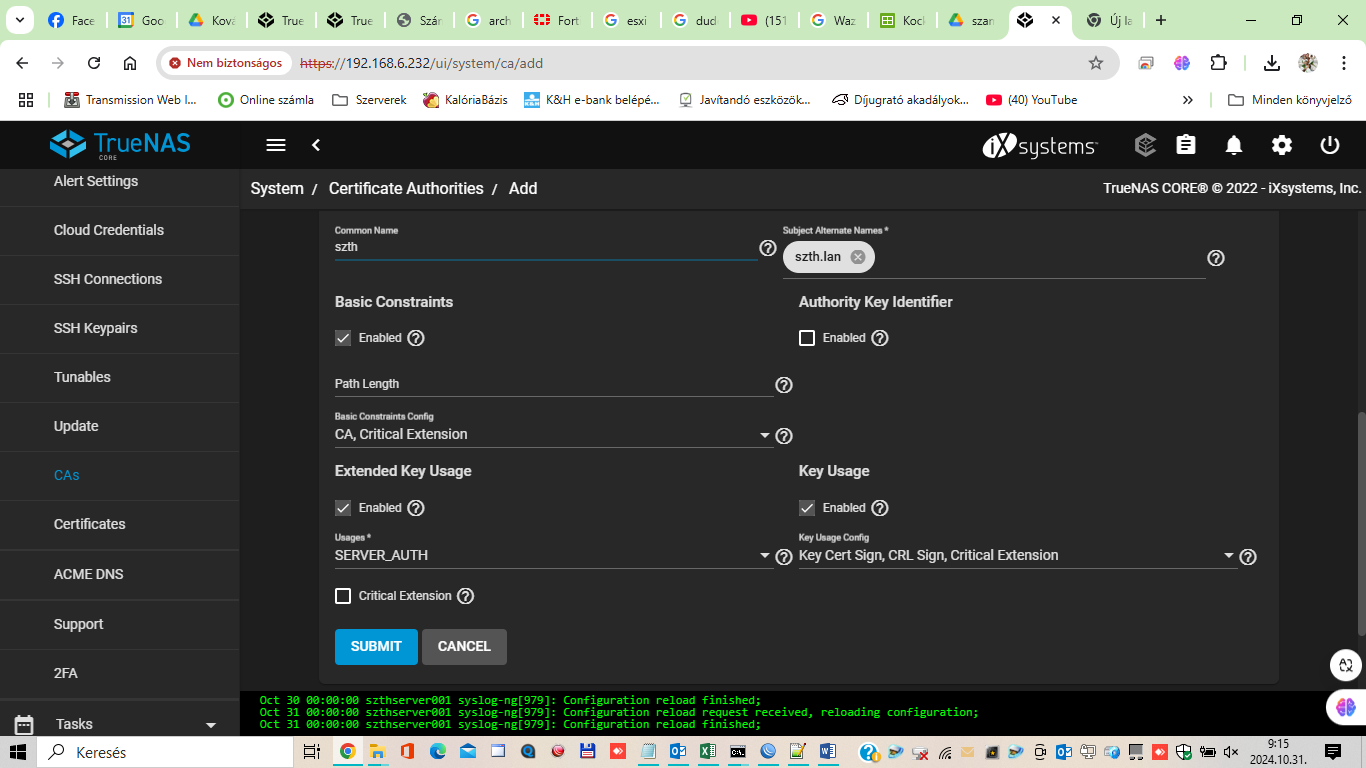 Face
Goo
Ková
True
True
Szár
arch
Fort
esxi
dud
(151
Waz
Kocl
szan
Új la
Nem biztonságos
https://192.168.6.232/ui/system/ca/add
Transmission Web I...
Online számla
Szerverek
KalóriaBázis
K&H e-bank belépé...
Javítandó eszközök...
Díjugrató akadályok...
(40) YouTube
Minden könyvjelző
TrueNAS
CORE
iXsystems
Alert Settings
Cloud Credentials
SSH Connections
SSH Keypairs
Tunables
Update
CAs
Certificates
ACME DNS
Support
2FA
Tasks
System / Certificate Authorities / Add
TrueNAS CORE® © 2022 - iXsystems, Inc.
Common Name
szth
Subject Alternate Names *
szth.lan
Basic Constraints
Enabled
Authority Key Identifier
Enabled
Path Length
Basic Constraints Config
CA, Critical Extension
Extended Key Usage
Enabled
Key Usage
Enabled
Usages *
SERVER_AUTH
Key Usage Config
Key Cert Sign, CRL Sign, Critical Extension
Critical Extension
SUBMIT
CANCEL
Oct 30 00:00:00 szthserver001 syslog-ng[979]: Configuration reload finished;
Oct 31 00:00:00 szthserver001 syslog-ng[979]: Configuration reload request received, reloading configuration;
Oct 31 00:00:00 szthserver001 syslog-ng[979]: Configuration reload finished;
Keresés
9:15
2024.10.31.